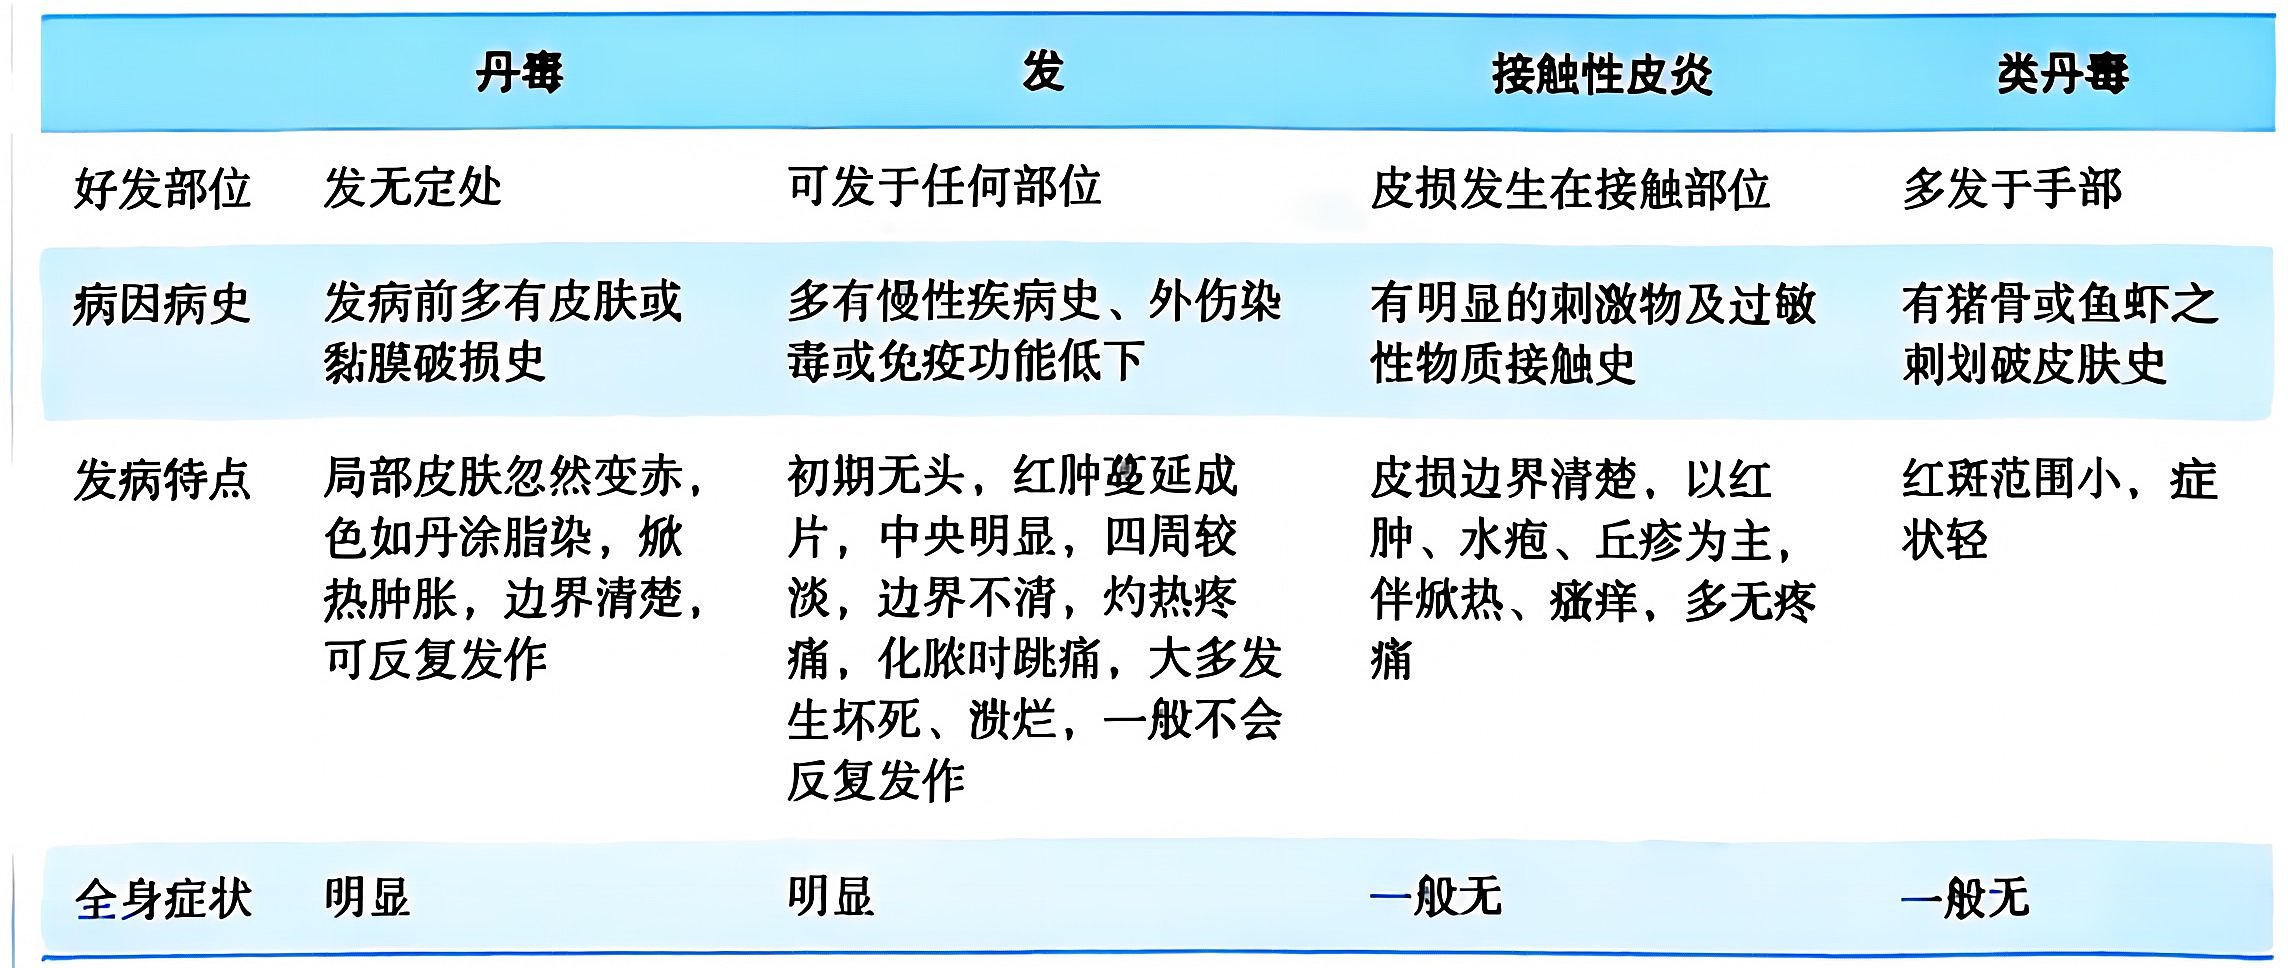 丹毒 发 接触性皮炎 类丹毒
好发部位 发无定处 可发于任何部位 皮损发生在接触部位 多发于手部
病因病史 发病前多有皮肤或 多有慢性疾病史、外伤染 有明显的刺激物及过敏 有猪骨或鱼虾之
黏膜破损史 毒或免疫功能低下 性物质接触史 刺划破皮肤史
发病特点 局部皮肤忽然变赤， 初期无头，红肿蔓延成 皮损边界清楚，以红 红斑范围小，症
色如丹涂脂染，焮 片，中央明显，四周较 肿、水疱、丘疹为主， 状轻
热肿胀，边界清楚， 淡，边界不清，灼热疼 伴焮热、瘙痒，多无疼
可反复发作 痛，化脓时跳痛，大多发 痛
生坏死、溃烂，一般不会
反复发作
全身症状 明显 明显 一般无 一般无